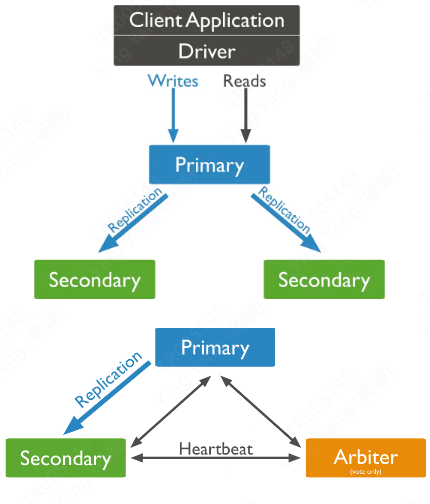 Client Application
Driver
Writes
Reads
Primary
Replication
Replication
Secondary
Secondary
Primary
Replication
Heartbeat
Secondary
Arbiter
(vote only)